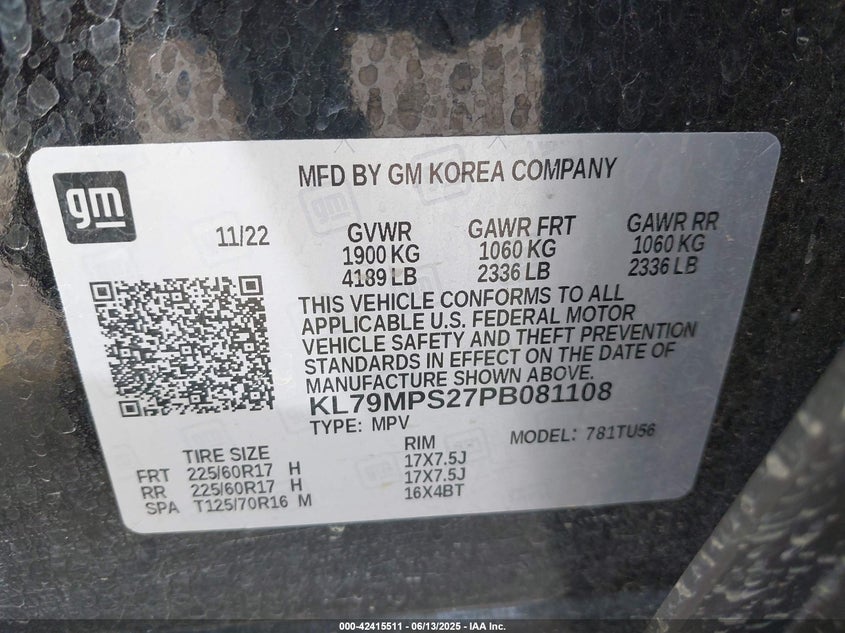 MFD BY GM KOREA COMPANY
gm
11/22
GVWR GAWR FRT GAWR RR
1900 KG 1060 KG 1060 KG
4189 LB 2336 LB 2336 LB
THIS VEHICLE CONFORMS TO ALL
APPLICABLE U.S. FEDERAL MOTOR
VEHICLE SAFETY AND THEFT PREVENTION
STANDARDS IN EFFECT ON THE DATE OF
MANUFACTURE SHOWN ABOVE.
KL79MPS27PB081108
TYPE: MPV MODEL: 781TU56
TIRE SIZE RIM
FRT 225/60R17 H 17X7.5J
RR 225/60R17 H 17X7.5J
SPA T125/70R16 M 16X4BT
000-42415511 - 06/13/2025 - IAA Inc.